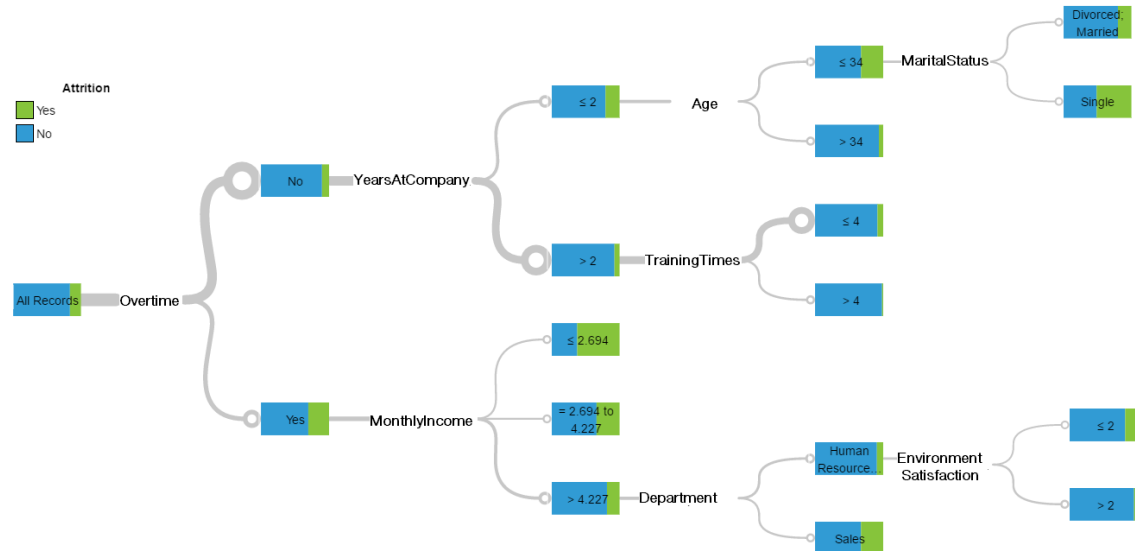 Attrition
Yes
No
All Records
Overtime
No
YearsAtCompany
≤ 2
Age
≤ 34
MaritalStatus
Divorced;
Married
Single
> 34
> 2
TrainingTimes
≤ 4
> 4
Yes
MonthlyIncome
≤ 2.694
= 2.694 to
4.227
> 4.227
Department
Human
Resource...
Environment
Satisfaction
≤ 2
> 2
Sales